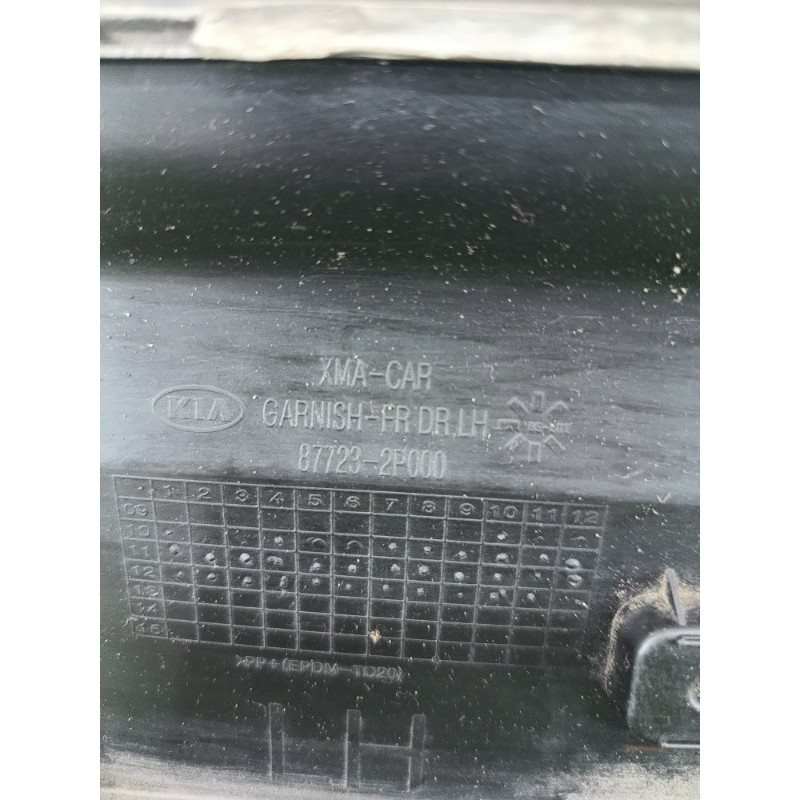 XMA-CAR
KIA GARNISH-FR DR.LH
87723-2P000
1 2 3 4 5 6 7 8 9 10 11 12
09
10
11
12
13
14
15
>PP+(EPDM-TD20)<
LH